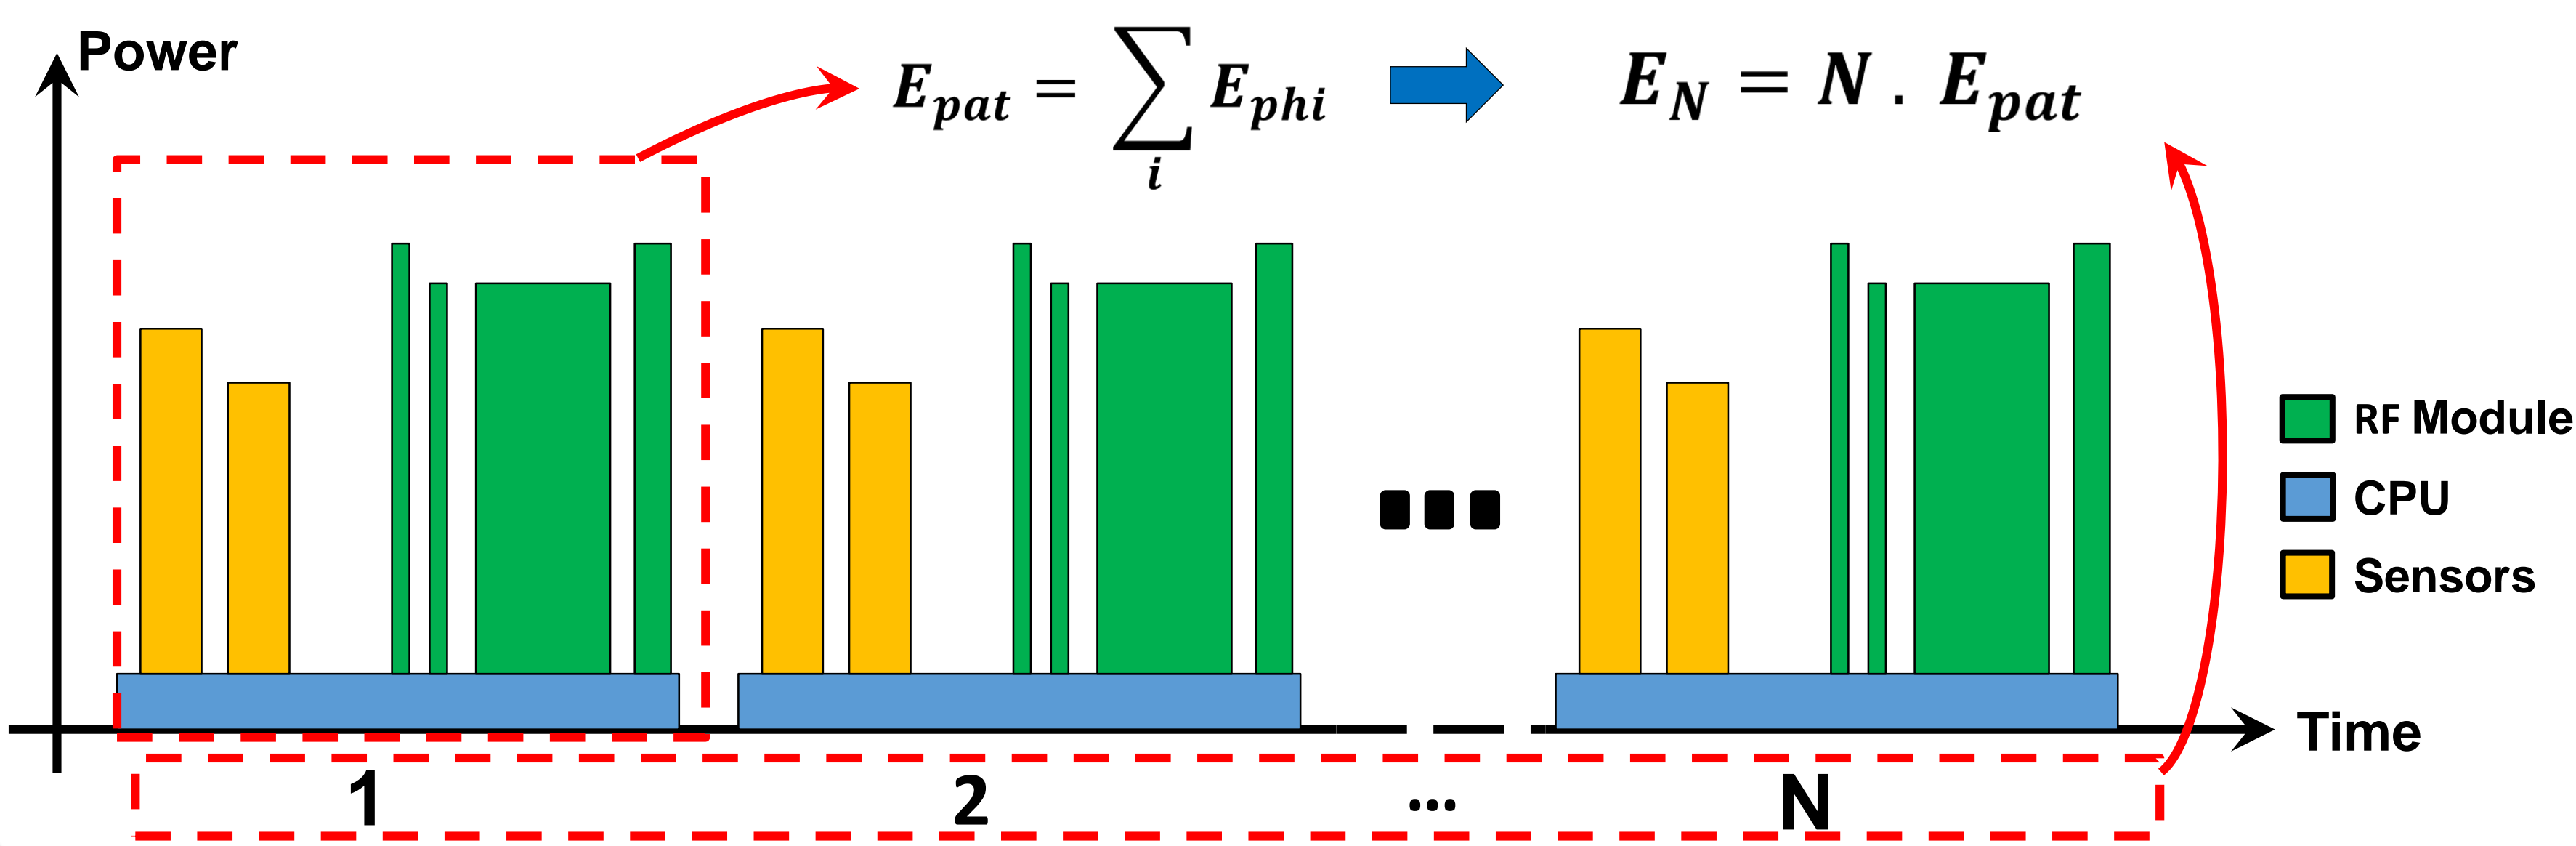 Power
E_pat = ∑_i E_phi
E_N = N . E_pat
RF Module
CPU
Sensors
Time
1 2 ... N